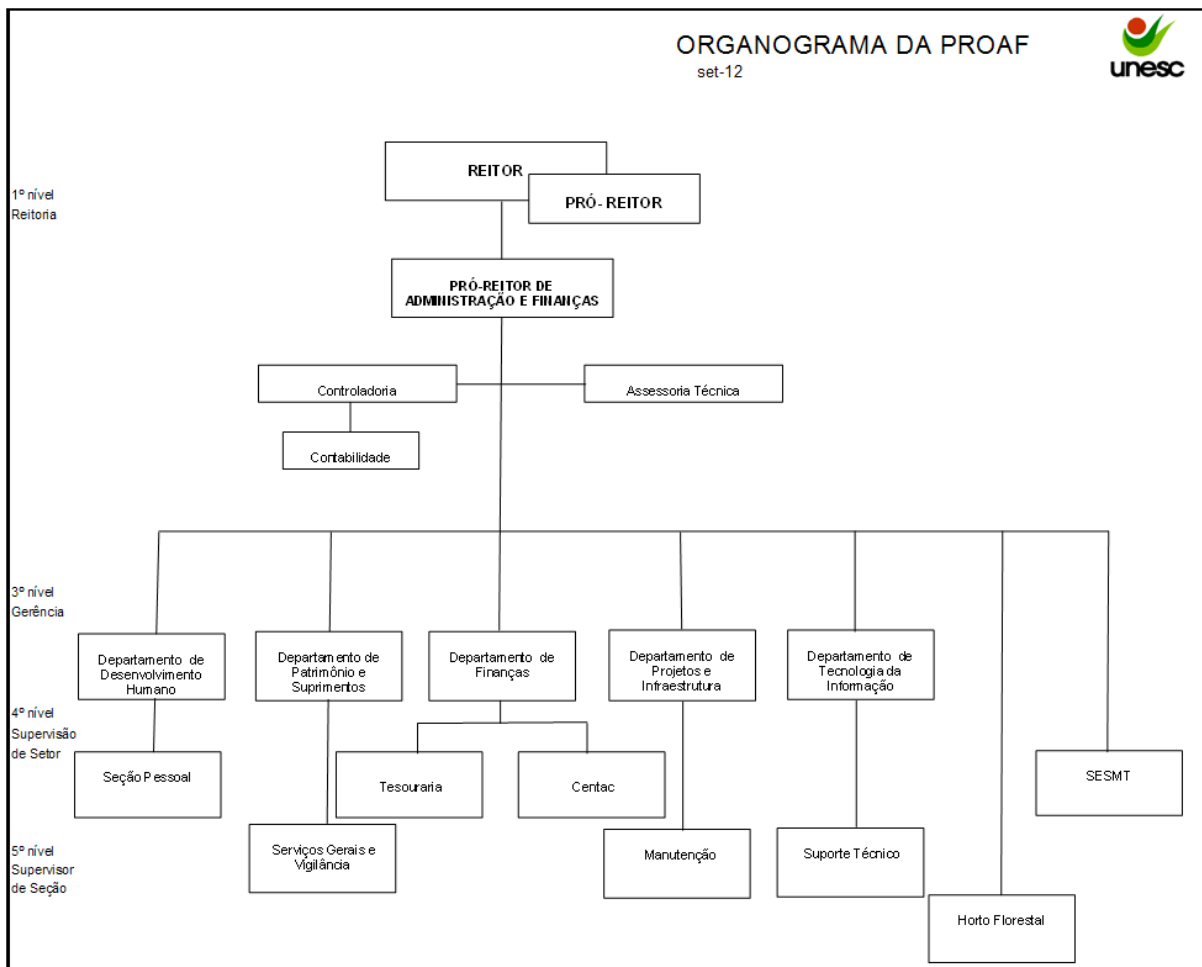 ORGANOGRAMA DA PROAF
set-12
unesc
REITOR
PRÓ- REITOR
1º nível
Reitoria
PRÓ-REITOR DE
ADMINISTRAÇÃO E FINANÇAS
Controladoria
Assessoria Técnica
Contabilidade
3º nível
Gerência
Departamento de
Desenvolvimento
Humano
Departamento de
Patrimônio e
Suprimentos
Departamento de
Finanças
Departamento de
Projetos e
Infraestrutura
Departamento de
Tecnologia da
Informação
4º nível
Supervisão
de Setor
Seção Pessoal
Tesouraria
Centac
SESMT
5º nível
Supervisor
de Seção
Serviços Gerais e
Vigilância
Manutenção
Suporte Técnico
Horto Florestal